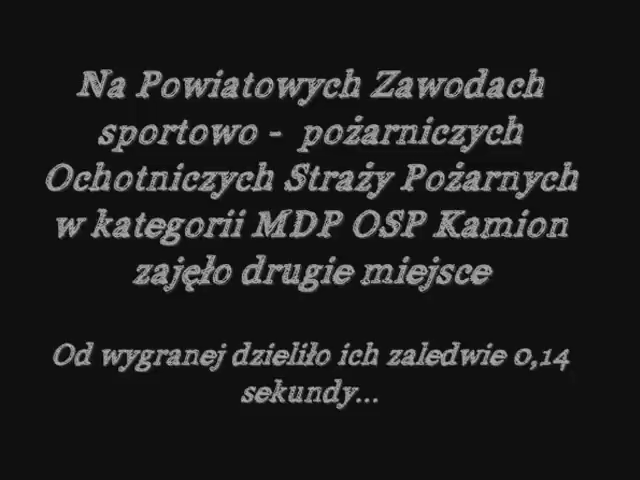 Na Powiatowych Zawodach
sportowo - pożarniczych
Ochotniczych Straży Pożarnych
w kategorii MDP OSP Kamion
zajęło drugie miejsce
Od wygranej dzieliło ich zaledwie 0,14
sekundy...